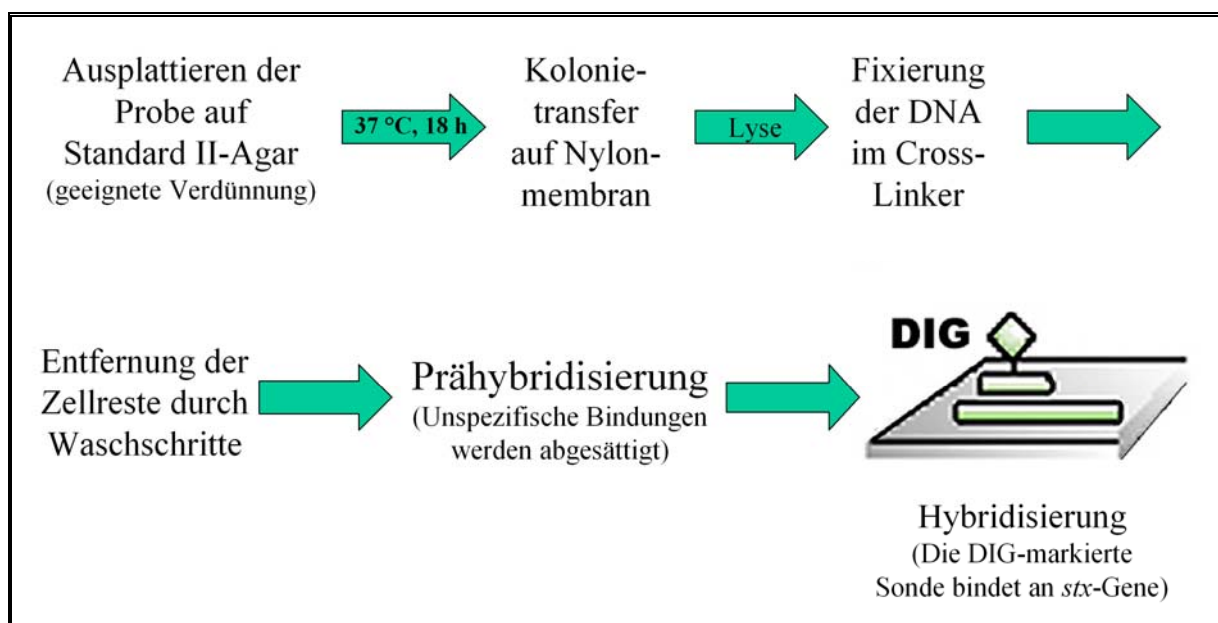 Ausplattieren der
Probe auf
Standard II-Agar
(geeignete Verdünnung)
37 °C, 18 h
Kolonie-
transfer
auf Nylon-
membran
Lyse
Fixierung
der DNA
im Cross-
Linker
Entfernung der
Zellreste durch
Waschschritte
Prähybridisierung
(Unspezifische Bindungen
werden abgesättigt)
DIG
Hybridisierung
(Die DIG-markierte
Sonde bindet an stx-Gene)